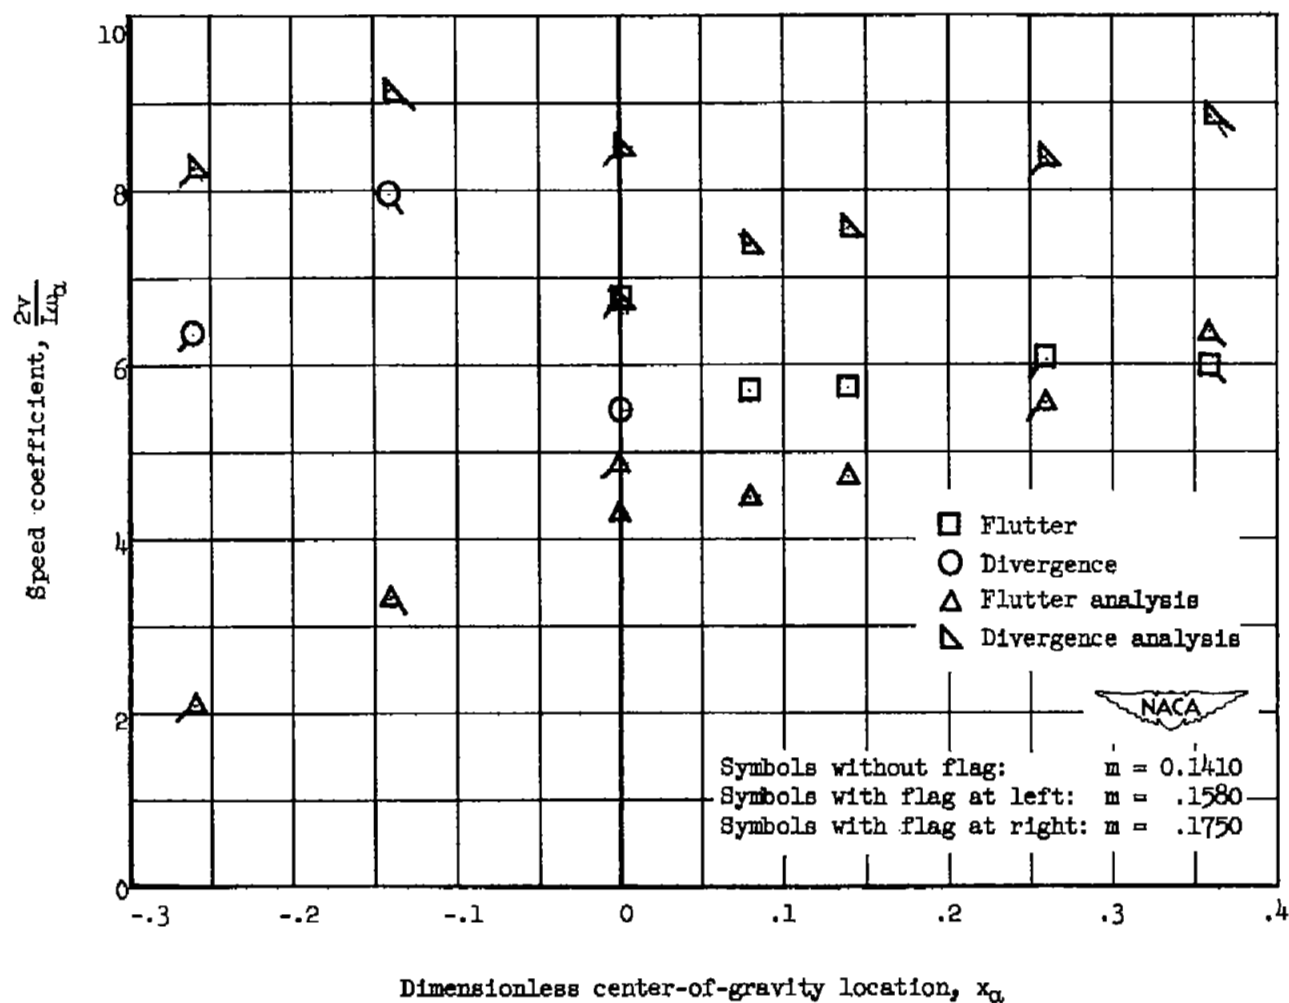 10
8
6
4
2
0
-.3 -.2 -.1 0 .1 .2 .3 .4
Speed coefficient, 2v/Lωα
Flutter
Divergence
Flutter analysis
Divergence analysis
NACA
Symbols without flag: m = 0.1410
Symbols with flag at left: m = .1580
Symbols with flag at right: m = .1750
Dimensionless center-of-gravity location, xα